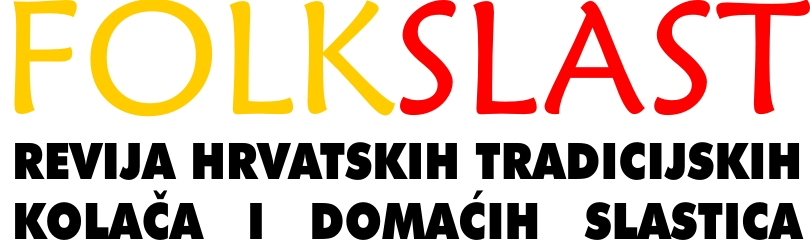 FOLKSLAST
REVIJA HRVATSKIH TRADICIJSKIH
KOLAČA I DOMAĆIH SLASTICA